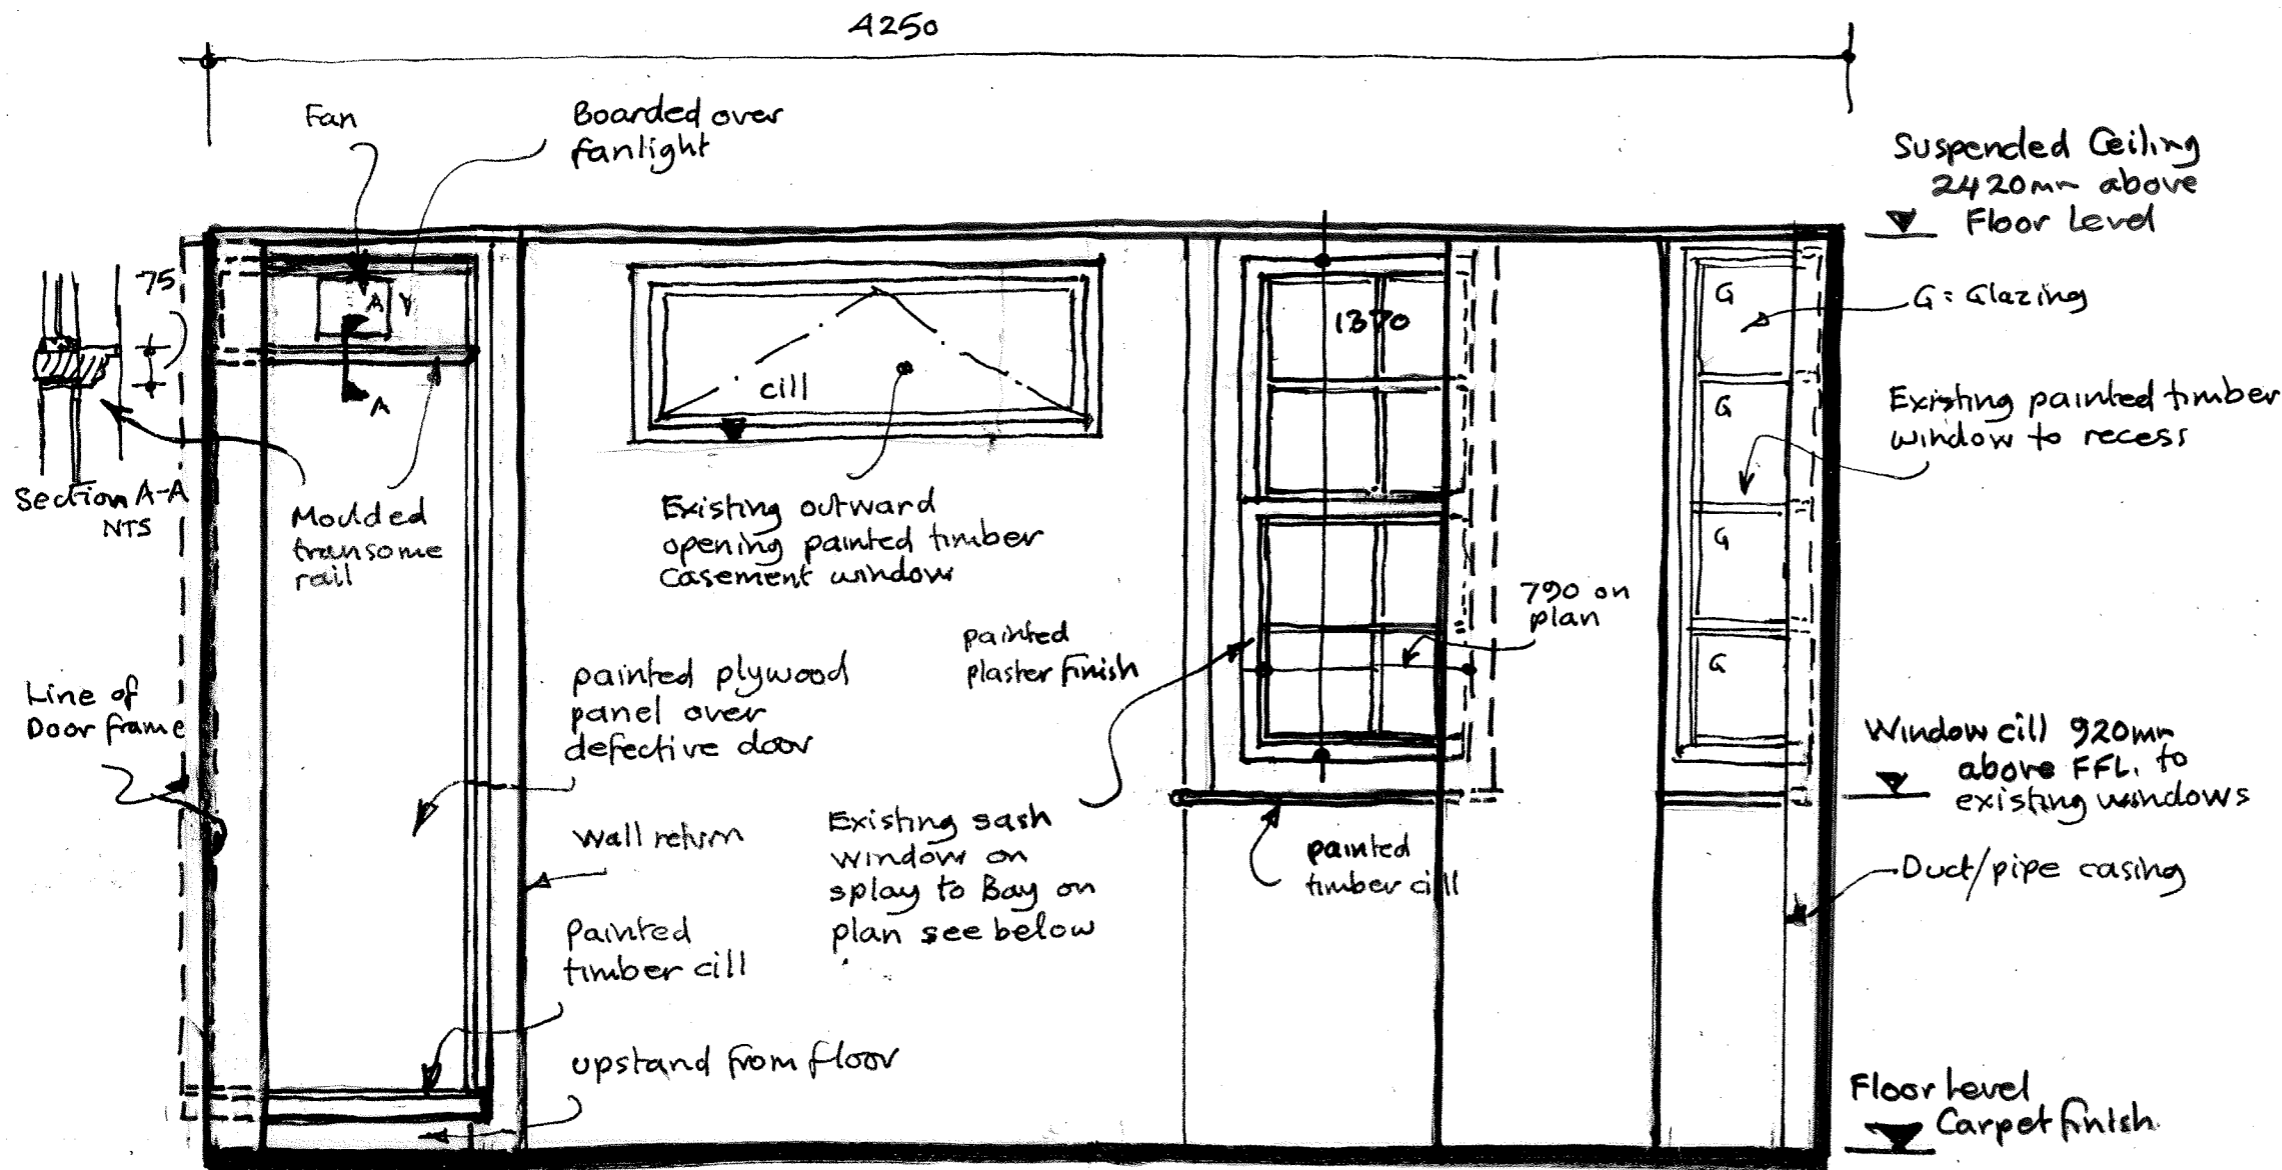 4250
Fan
Boarded over
fanlight
Suspended Ceiling
2420mm above
Floor Level
75
A
A
1370
G
G = Glazing
cill
G
Existing painted timber
window to recess
Section A-A
NTS
Moulded
transome
rail
Existing outward
opening painted timber
Casement window
G
790 on
plan
painted
plaster finish
G
Line of
Door frame
painted plywood
panel over
defective door
Window cill 920mm
above FFL. to
existing windows
Wall return
Existing sash
window on
splay to Bay on
plan see below
painted
timber cill
Duct/pipe casing
Painted
timber cill
upstand from floor
Floor Level
Carpet finish